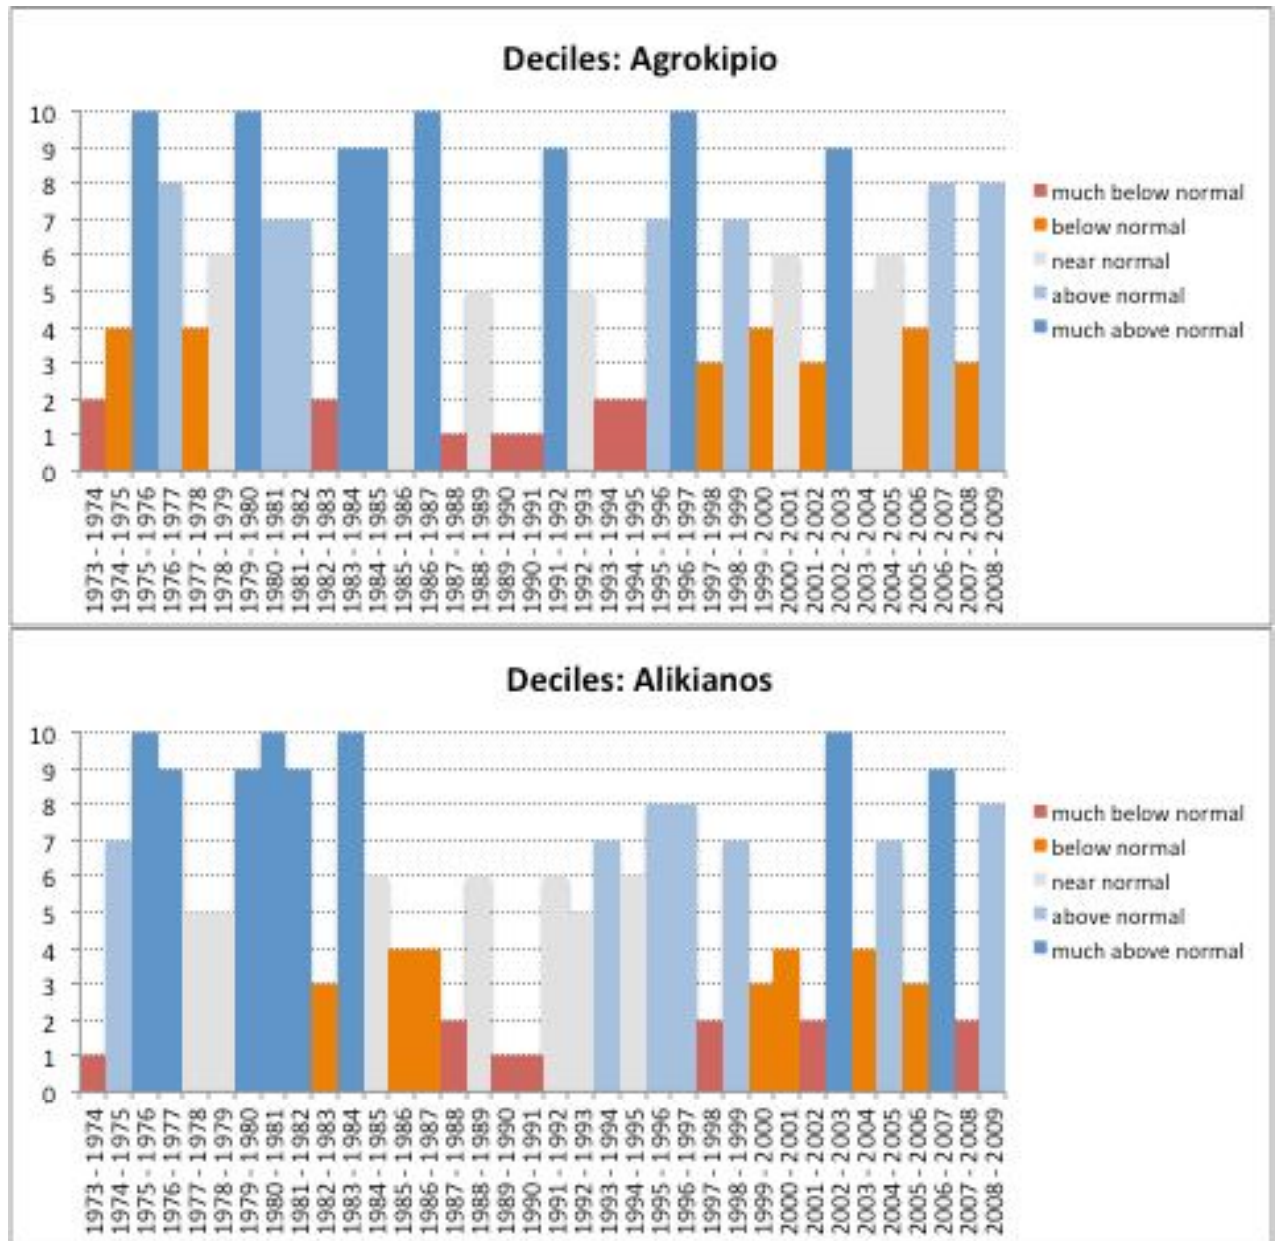 Deciles: Agrokipio
10
9
8
7
6
5
4
3
2
1
0
much below normal
below normal
near normal
above normal
much above normal
1973 - 1974
1974 - 1975
1975 - 1976
1976 - 1977
1977 - 1978
1978 - 1979
1979 - 1980
1980 - 1981
1981 - 1982
1982 - 1983
1983 - 1984
1984 - 1985
1985 - 1986
1986 - 1987
1987 - 1988
1988 - 1989
1989 - 1990
1990 - 1991
1991 - 1992
1992 - 1993
1993 - 1994
1994 - 1995
1995 - 1996
1996 - 1997
1997 - 1998
1998 - 1999
1999 - 2000
2000 - 2001
2001 - 2002
2002 - 2003
2003 - 2004
2004 - 2005
2005 - 2006
2006 - 2007
2007 - 2008
2008 - 2009
Deciles: Alikianos
10
9
8
7
6
5
4
3
2
1
0
much below normal
below normal
near normal
above normal
much above normal
1973 - 1974
1974 - 1975
1975 - 1976
1976 - 1977
1977 - 1978
1978 - 1979
1979 - 1980
1980 - 1981
1981 - 1982
1982 - 1983
1983 - 1984
1984 - 1985
1985 - 1986
1986 - 1987
1987 - 1988
1988 - 1989
1989 - 1990
1990 - 1991
1991 - 1992
1992 - 1993
1993 - 1994
1994 - 1995
1995 - 1996
1996 - 1997
1997 - 1998
1998 - 1999
1999 - 2000
2000 - 2001
2001 - 2002
2002 - 2003
2003 - 2004
2004 - 2005
2005 - 2006
2006 - 2007
2007 - 2008
2008 - 2009